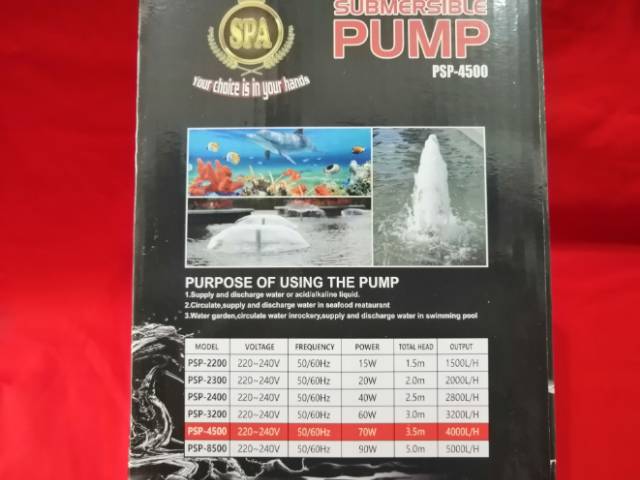 SPA
Your choice is in your hands
SUBMERSIBLE
PUMP
PSP-4500
PURPOSE OF USING THE PUMP
1.Supply and discharge water or acid/alkaline liquid.
2.Circulate,supply and discharge water in seafood reataurant
3.Water garden,circulate water inrockery,supply and discharge water in swimming pool
MODEL VOLTAGE FREQUENCY POWER TOTAL HEAD OUTPUT
PSP-2200 220~240V 50/60Hz 15W 1.5m 1500L/H
PSP-2300 220~240V 50/60Hz 20W 2.0m 2000L/H
PSP-2400 220~240V 50/60Hz 40W 2.5m 2800L/H
PSP-3200 220~240V 50/60Hz 60W 3.0m 3200L/H
PSP-4500 220~240V 50/60Hz 70W 3.5m 4000L/H
PSP-8500 220~240V 50/60Hz 90W 5.0m 5000L/H